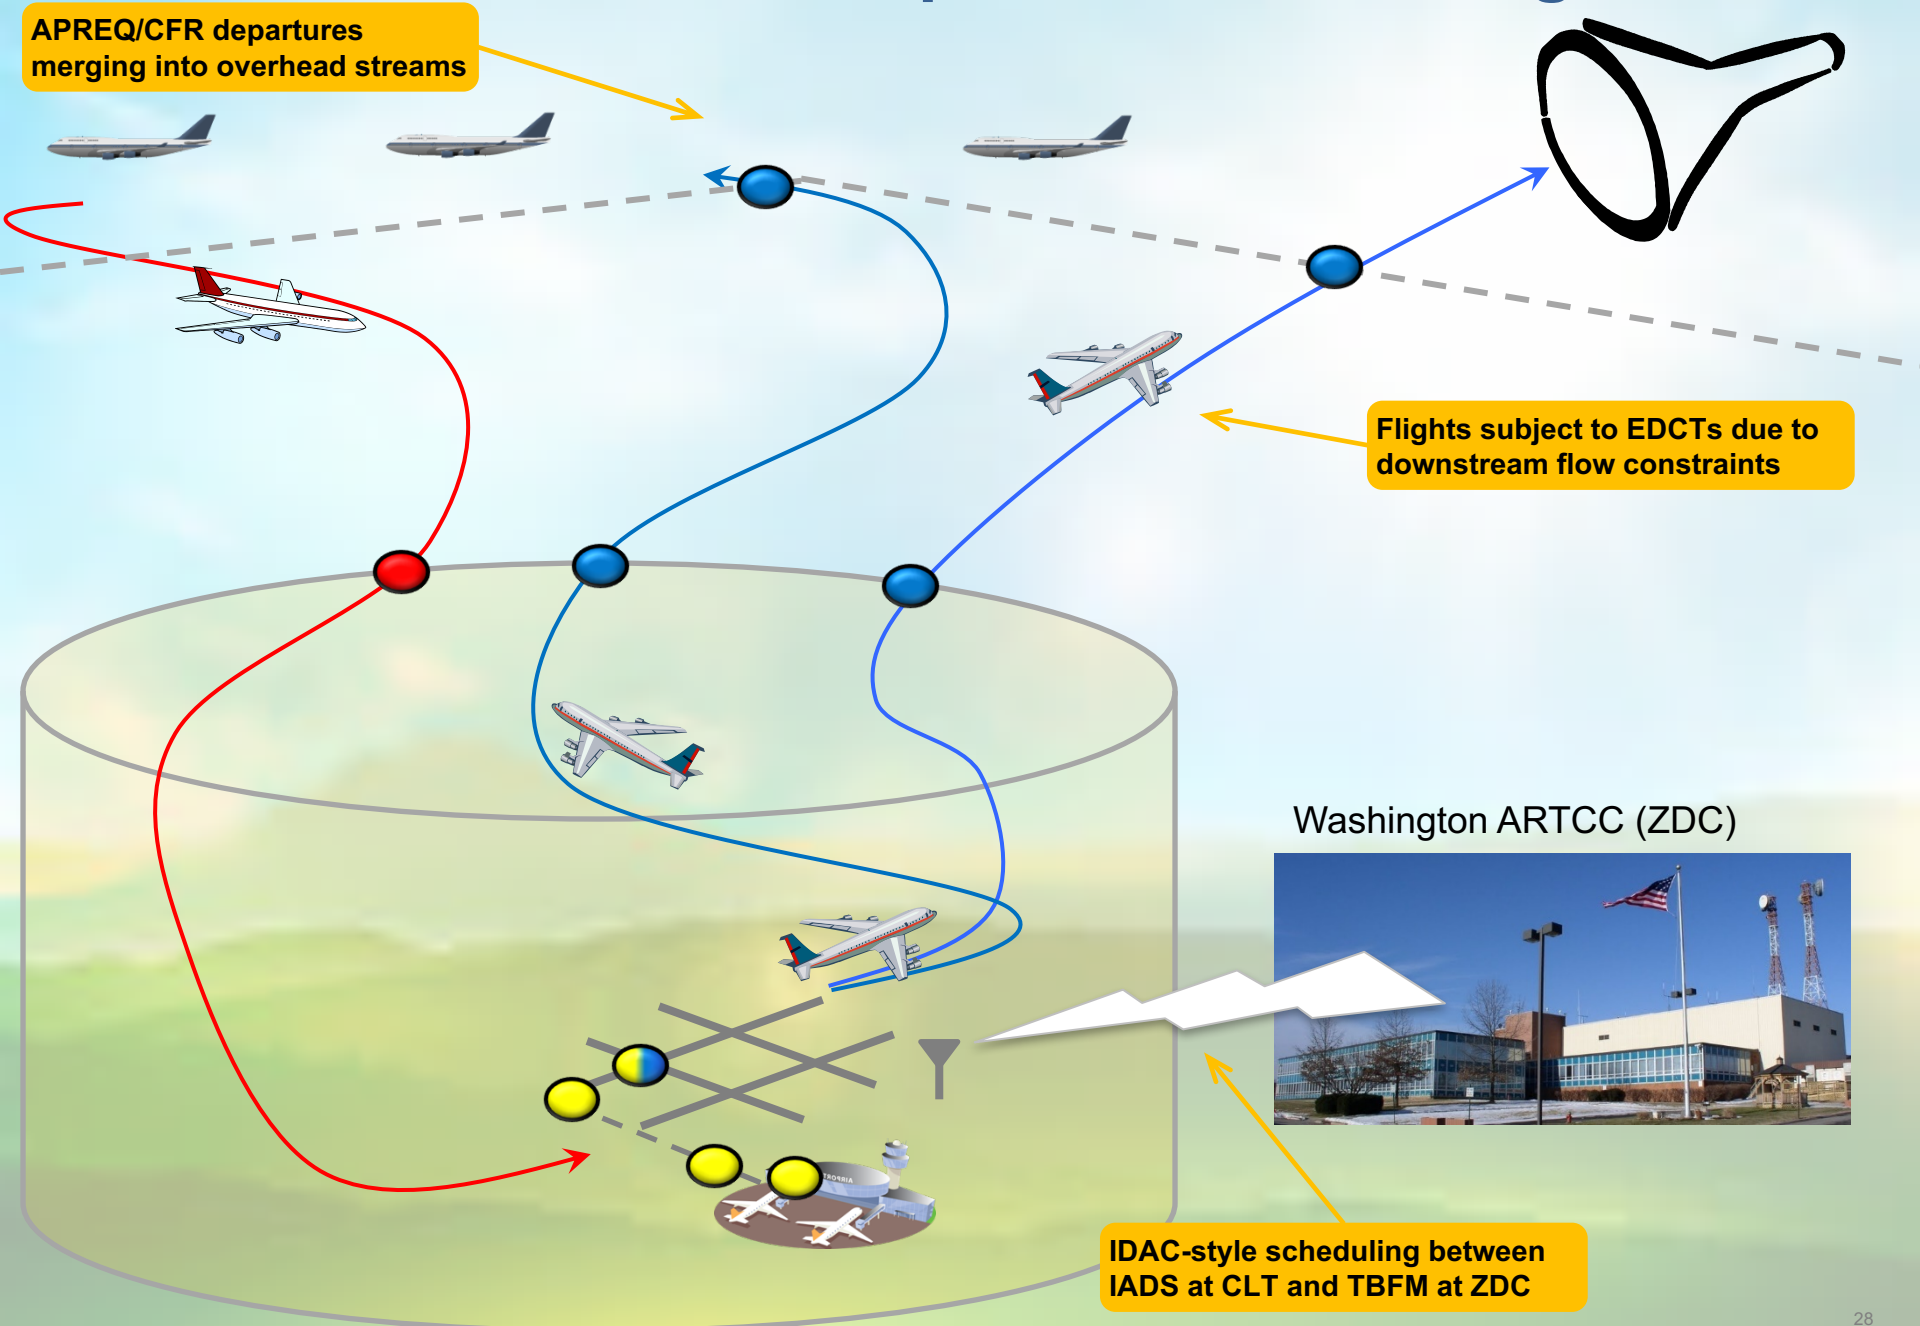 APREQ/CFR departures
merging into overhead streams
Flights subject to EDCTs due to
downstream flow constraints
Washington ARTCC (ZDC)
AIRPORT
IDAC-style scheduling between
IADS at CLT and TBFM at ZDC
28